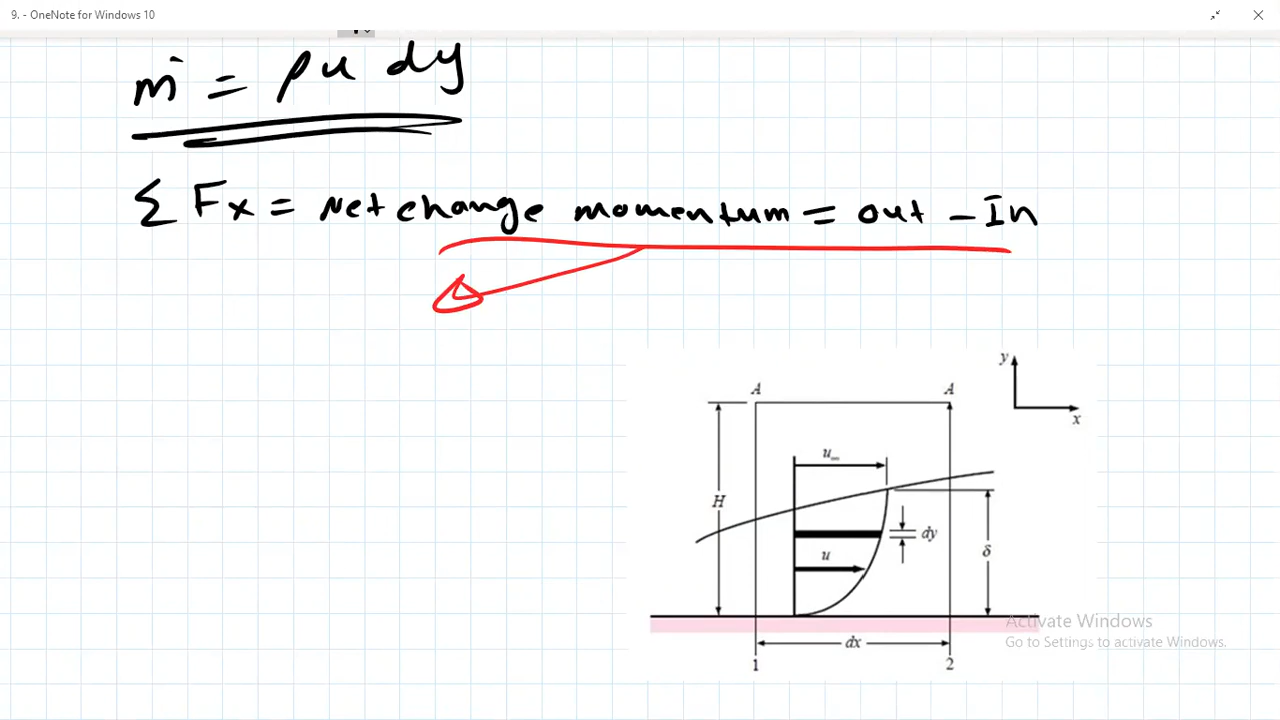 9. - OneNote for Windows 10
ṁ = ρu dy
Σ Fx = Net change momentum = out - In
y
A A
x
u∞
H
dy
u
δ
Activate Windows
Go to Settings to activate Windows.
dx
1 2